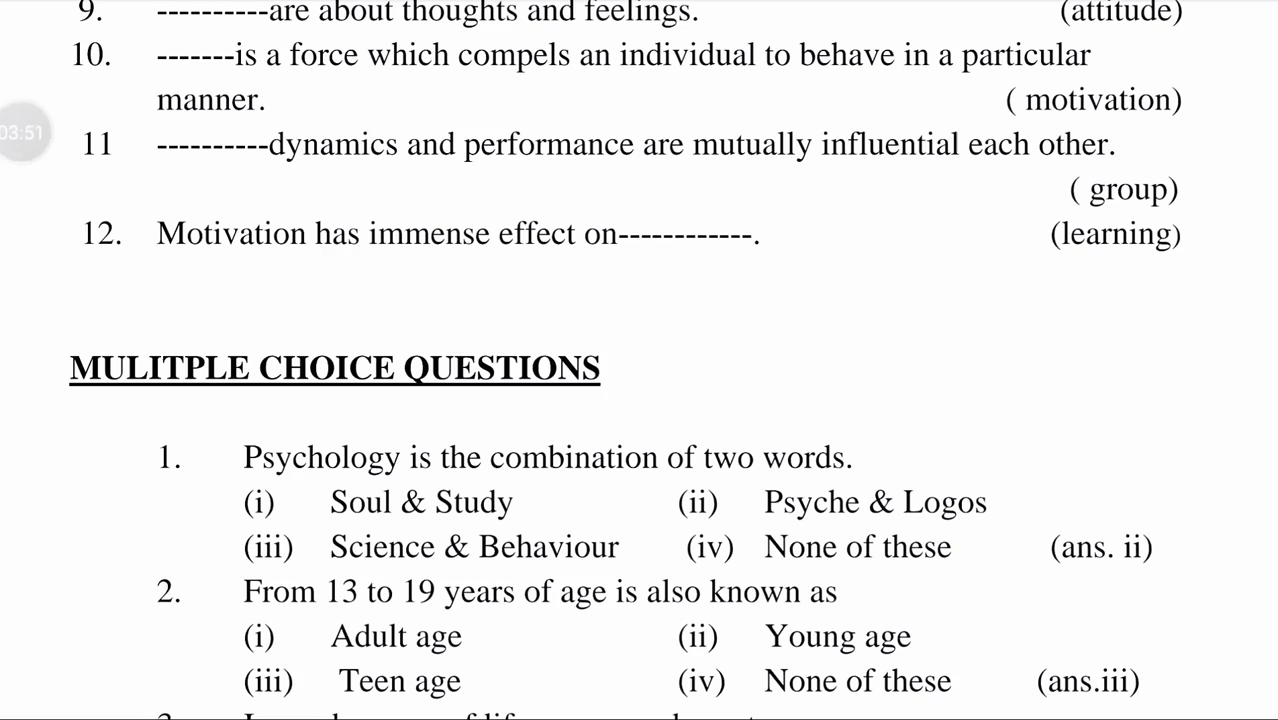 9. ----------are about thoughts and feelings. (attitude)
10. -------is a force which compels an individual to behave in a particular
manner. ( motivation)
03:51
11 ----------dynamics and performance are mutually influential each other.
( group)
12. Motivation has immense effect on------------. (learning)
MULITPLE CHOICE QUESTIONS
1. Psychology is the combination of two words.
(i) Soul & Study (ii) Psyche & Logos
(iii) Science & Behaviour (iv) None of these (ans. ii)
2. From 13 to 19 years of age is also known as
(i) Adult age (ii) Young age
(iii) Teen age (iv) None of these (ans.iii)